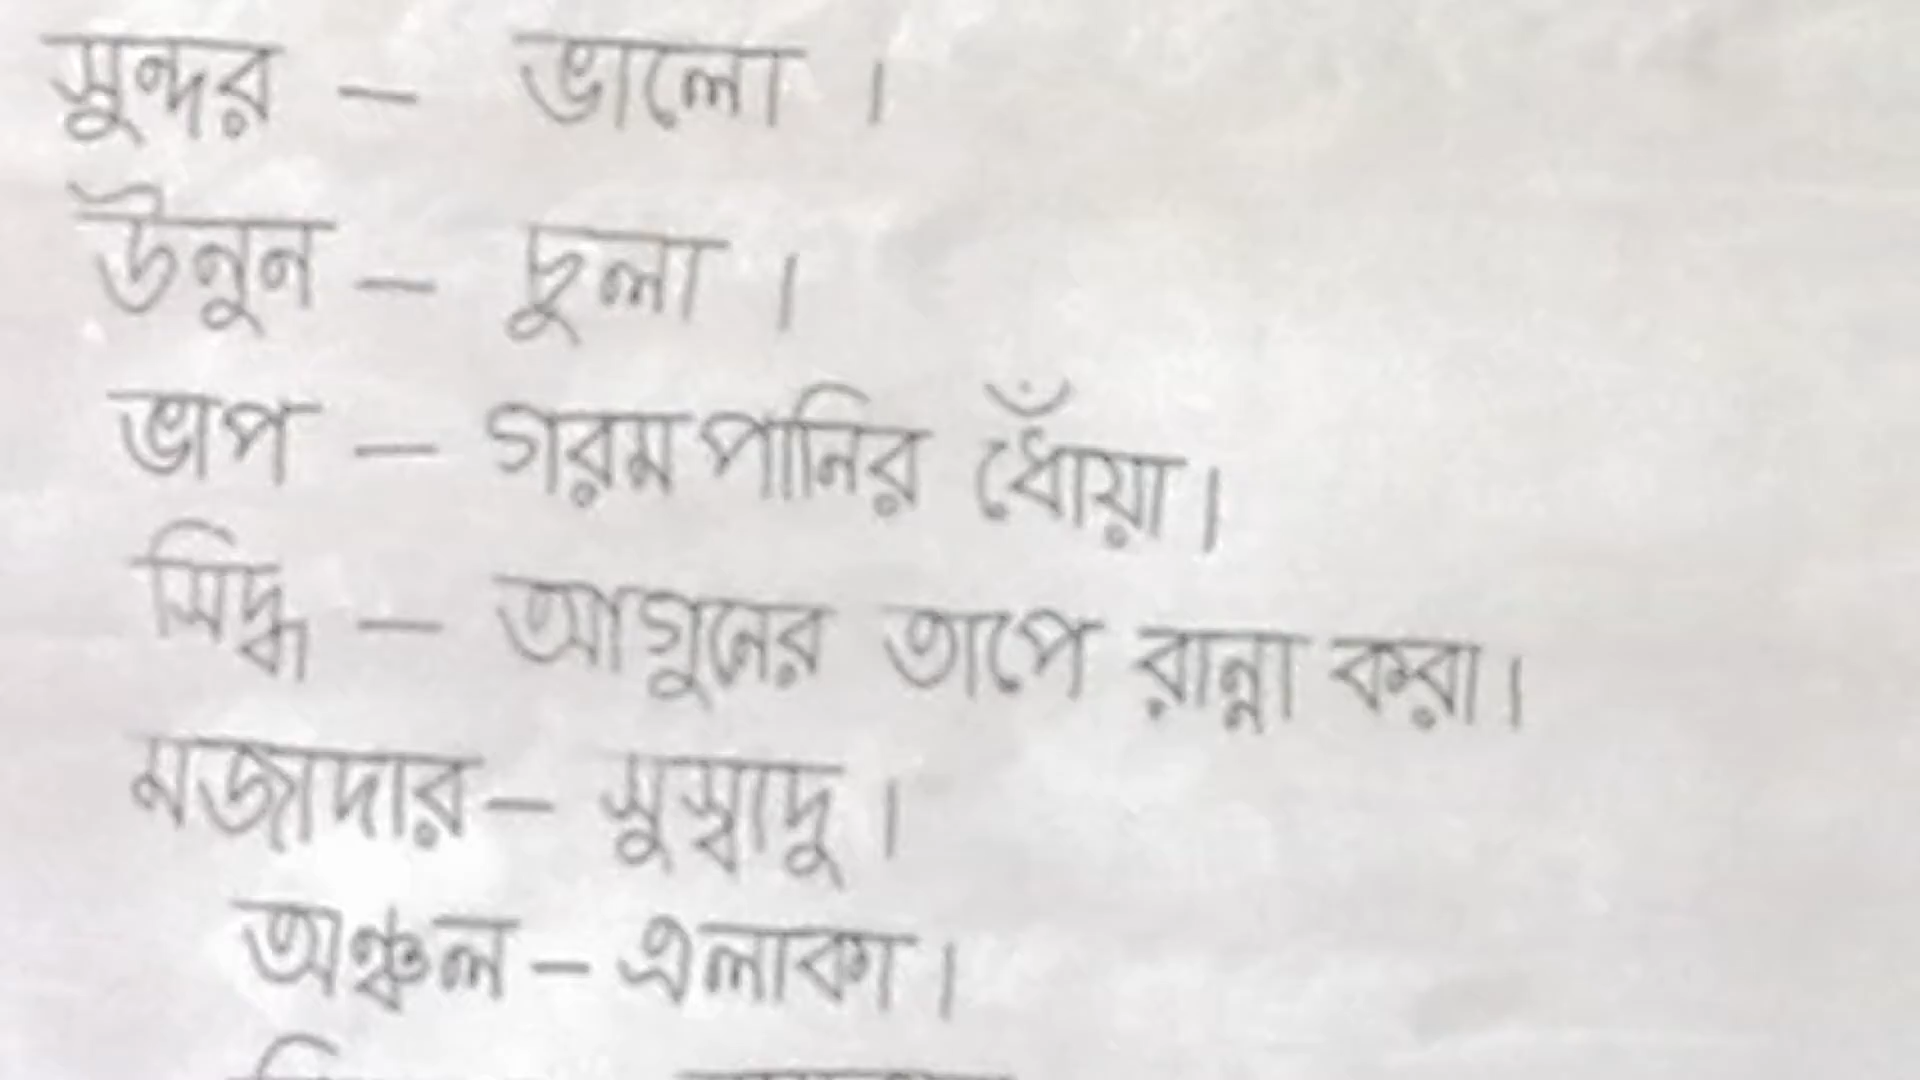 সুন্দর – ভালো ।
উনুন – চুলা ।
ভাপ – গরম পানির ধোঁয়া ।
সিদ্ধ – আগুনের তাপে রান্না করা ।
মজাদার – সুস্বাদু ।
অঞ্চল – এলাকা ।